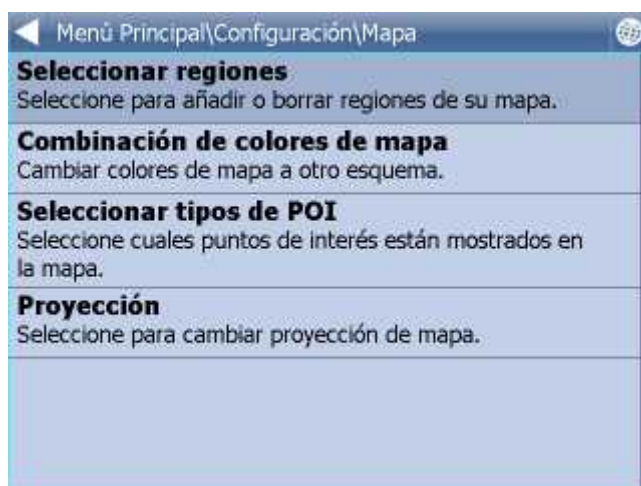 Menú Principal\Configuración\Mapa
Seleccionar regiones
Seleccione para añadir o borrar regiones de su mapa.
Combinación de colores de mapa
Cambiar colores de mapa a otro esquema.
Seleccionar tipos de POI
Seleccione cuales puntos de interés están mostrados en
la mapa.
Proyección
Seleccione para cambiar proyección de mapa.